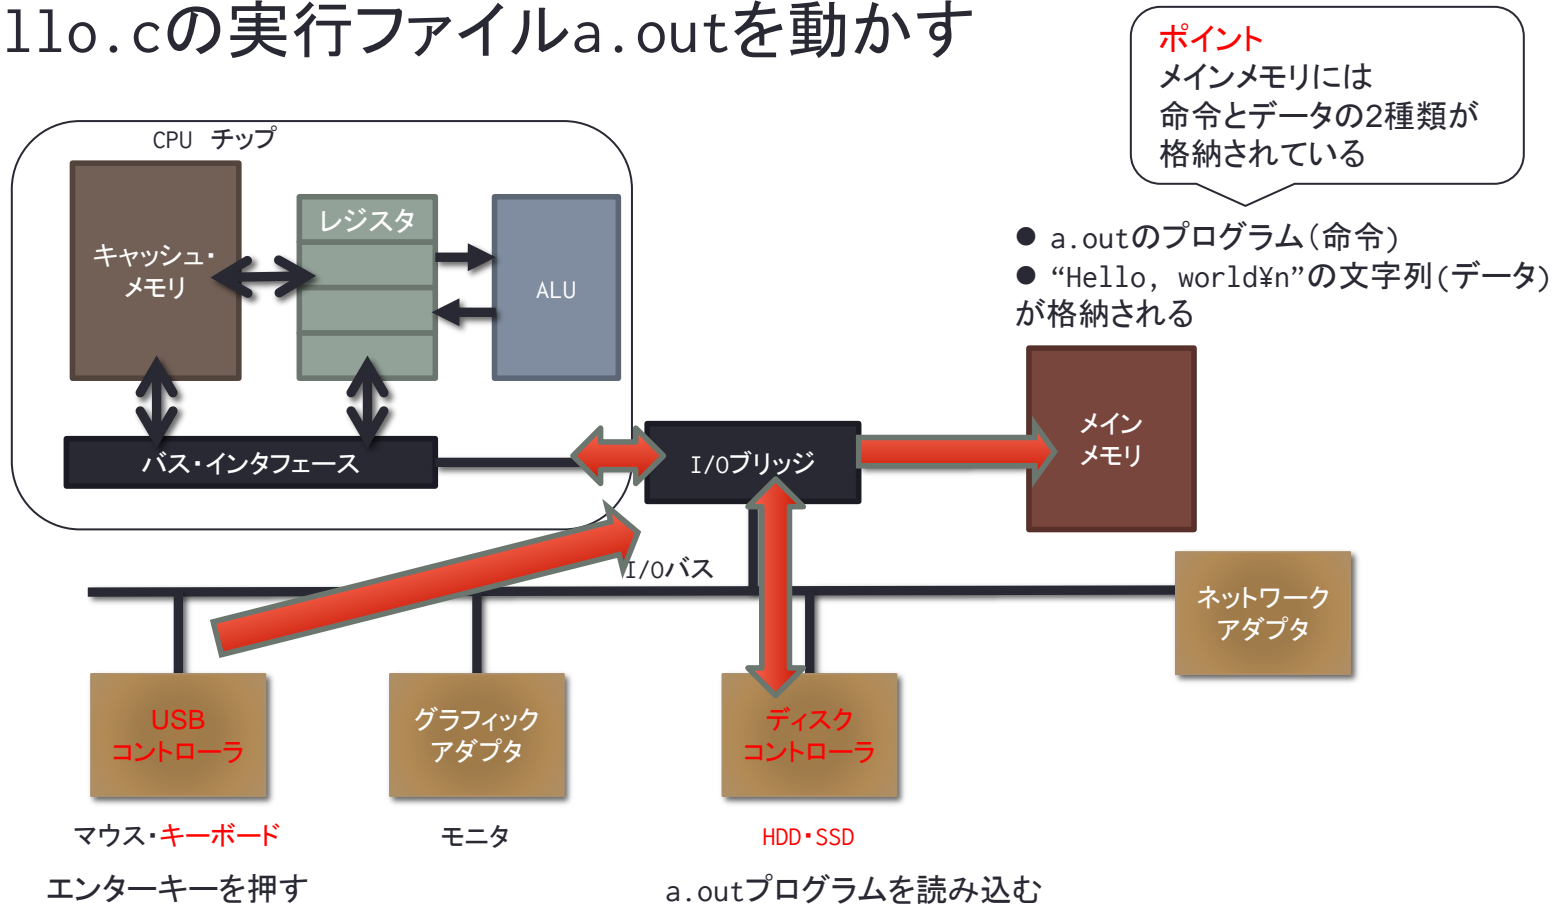 llo.cの実行ファイルa.outを動かす
ポイント
メインメモリには
命令とデータの2種類が
格納されている
CPU チップ
レジスタ
キャッシュ・
メモリ
ALU
● a.outのプログラム(命令)
● “Hello, world¥n”の文字列(データ)
が格納される
メイン
メモリ
バス・インタフェース
I/Oブリッジ
I/Oバス
ネットワーク
アダプタ
USB
コントローラ
グラフィック
アダプタ
ディスク
コントローラ
マウス・キーボード
モニタ
HDD・SSD
エンターキーを押す
a.outプログラムを読み込む